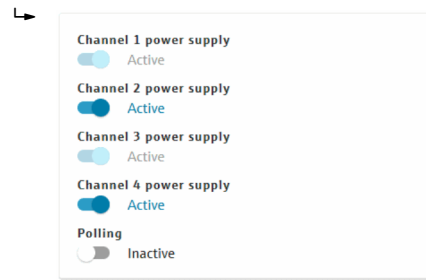 Channel 1 power supply
Active
Channel 2 power supply
Active
Channel 3 power supply
Active
Channel 4 power supply
Active
Polling
Inactive